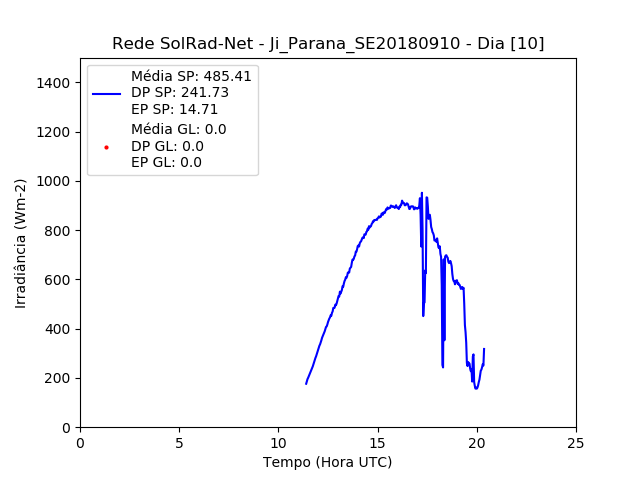 Rede SolRad-Net - Ji_Parana_SE20180910 - Dia [10]
Média SP: 485.41
DP SP: 241.73
EP SP: 14.71
Média GL: 0.0
DP GL: 0.0
EP GL: 0.0
Irradiância (Wm-2)
1400
1200
1000
800
600
400
200
0
0 5 10 15 20 25
Tempo (Hora UTC)